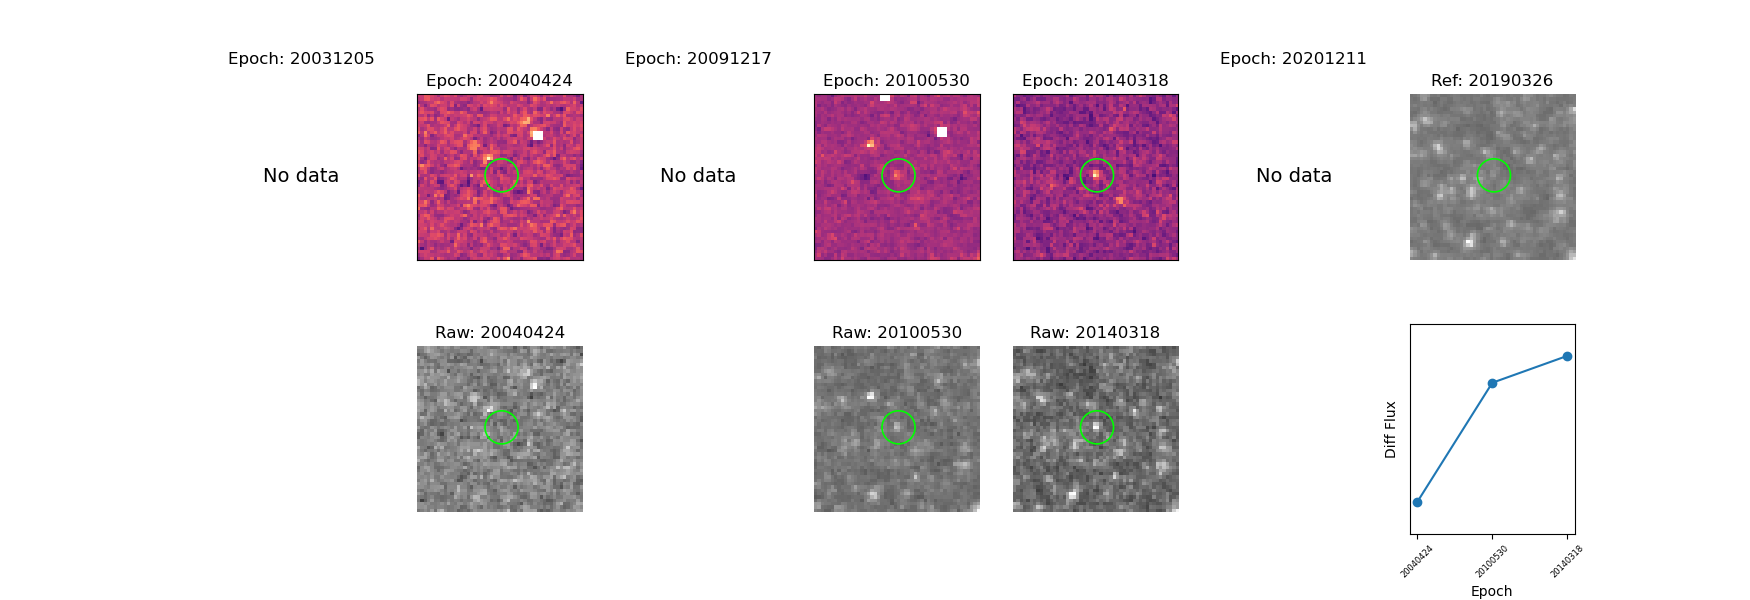 Epoch: 20031205
Epoch: 20040424
Epoch: 20091217
Epoch: 20100530
Epoch: 20140318
Epoch: 20201211
Ref: 20190326
No data
No data
No data
Raw: 20040424
Raw: 20100530
Raw: 20140318
Diff Flux
20040424
20100530
20140318
Epoch